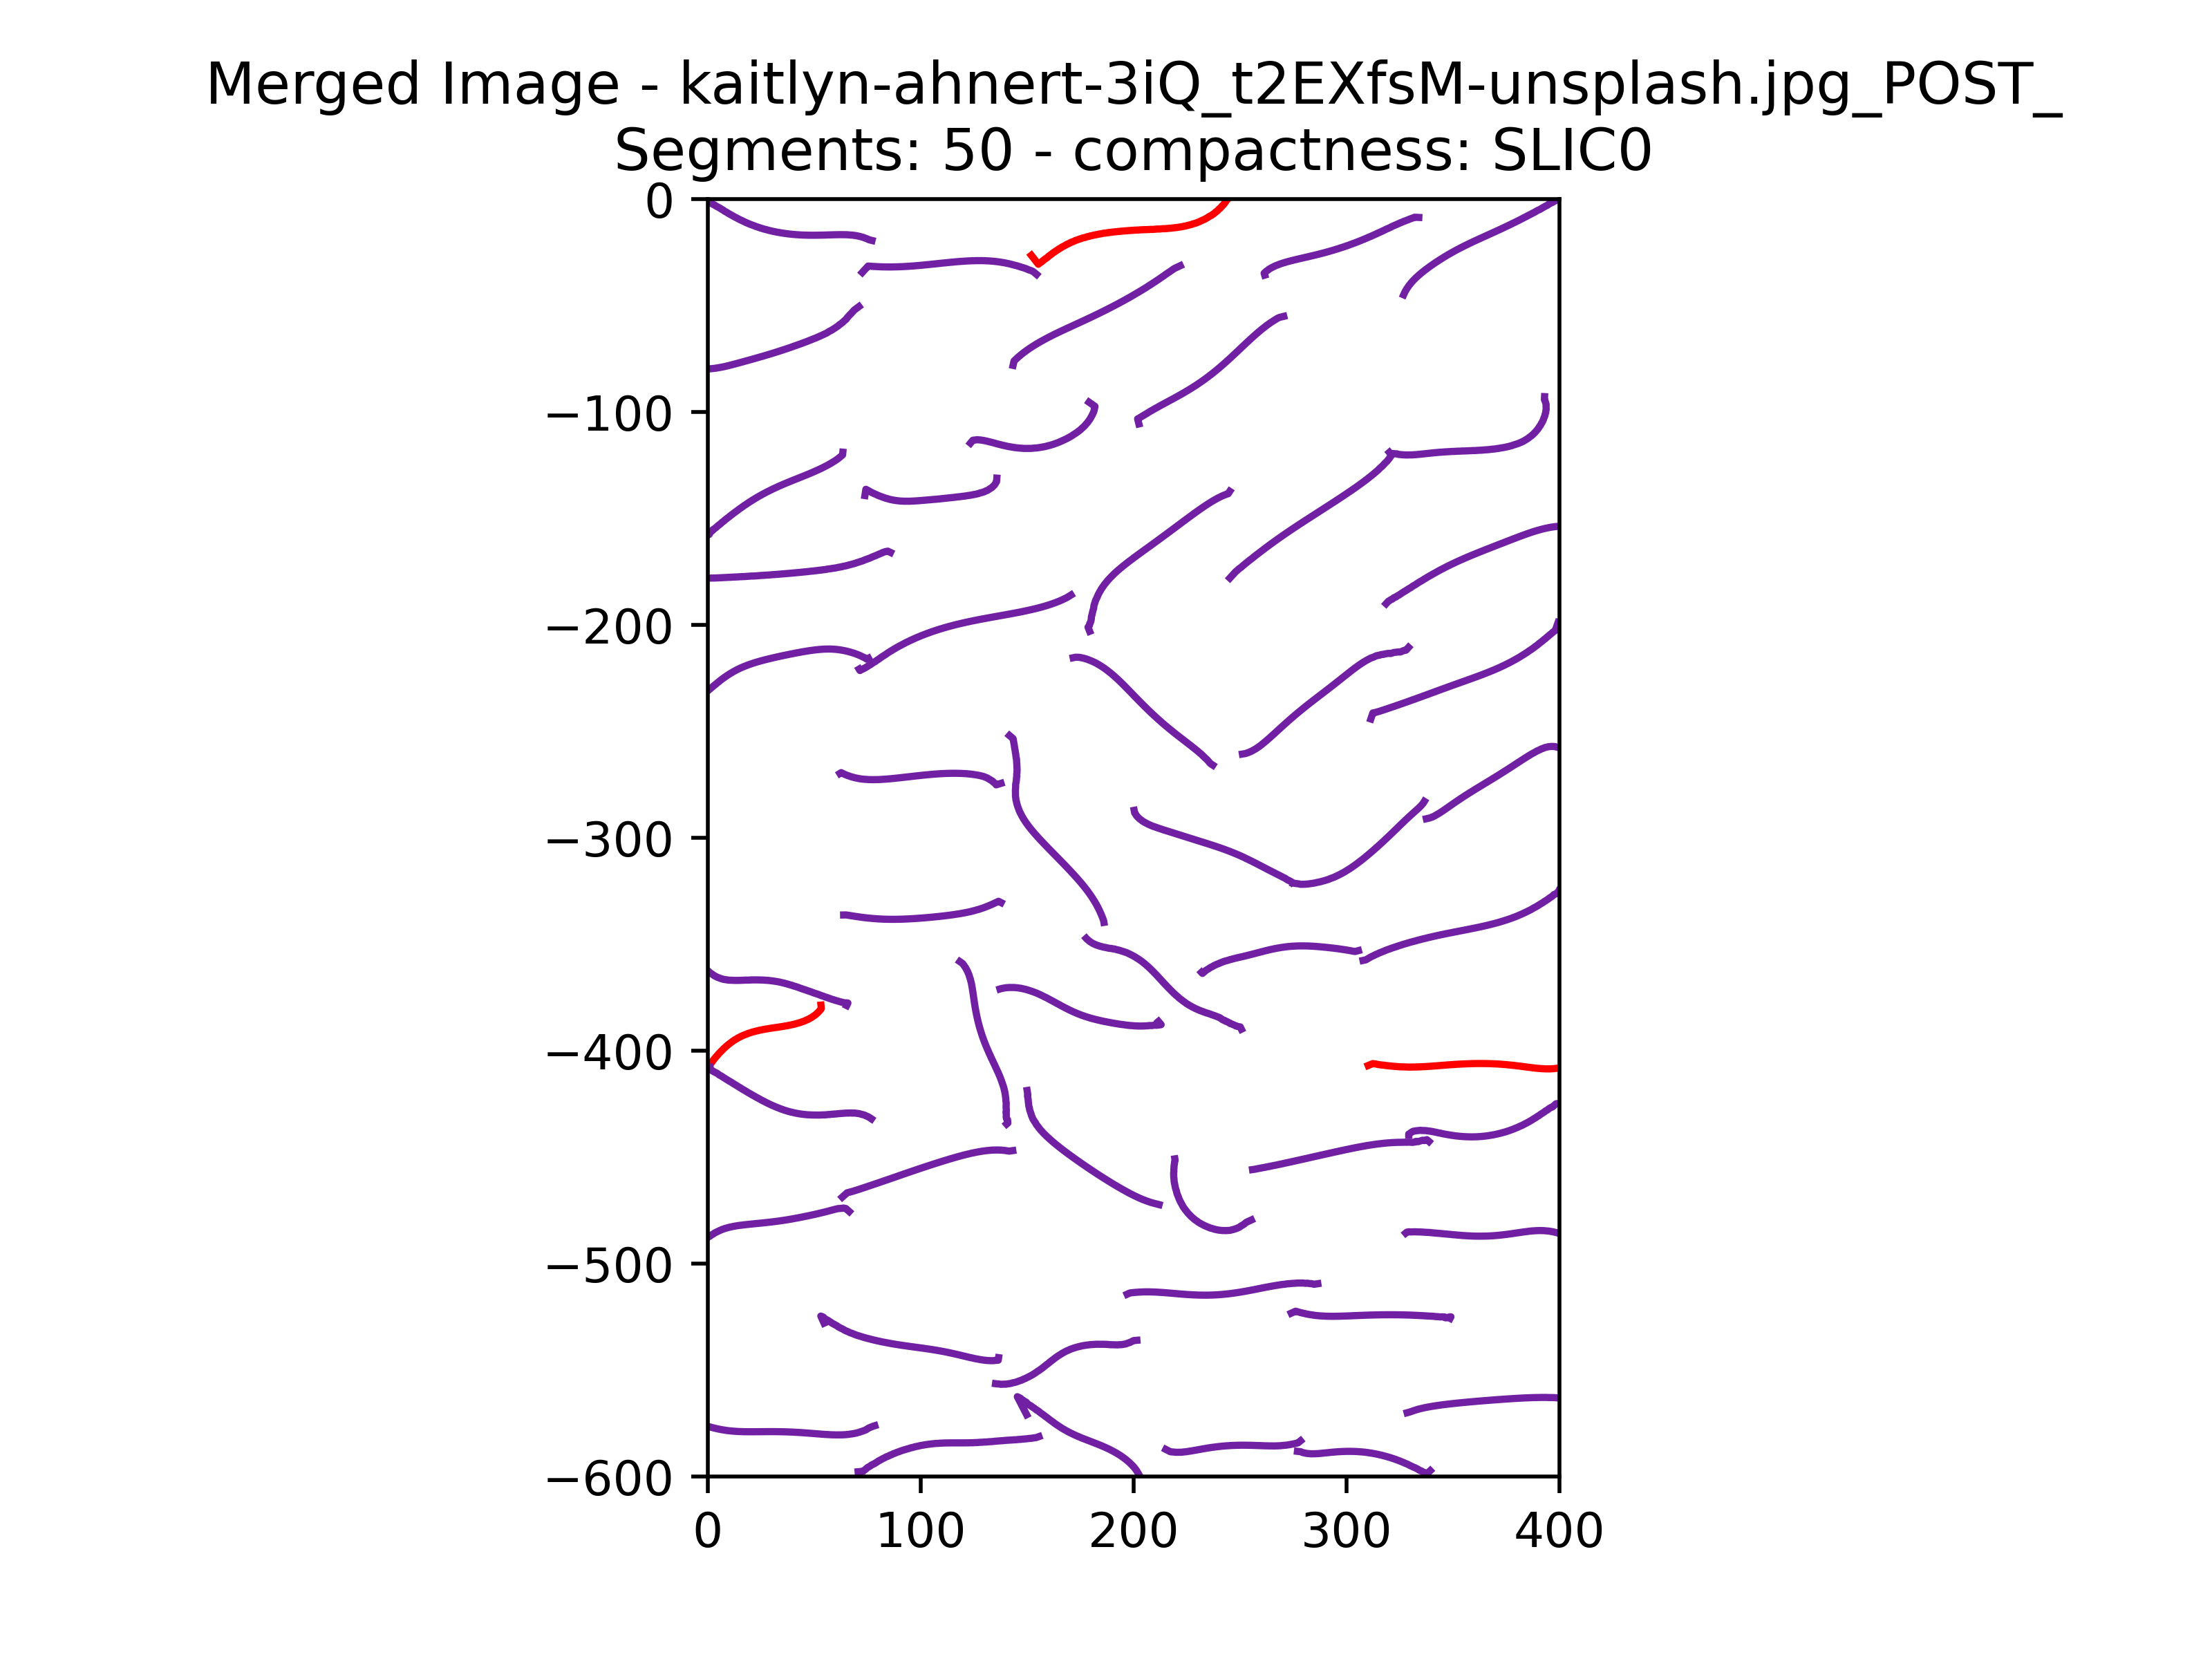 Merged Image - kaitlyn-ahnert-3iQ_t2EXfsM-unsplash.jpg_POST_
Segments: 50 - compactness: SLIC0
0
−100
−200
−300
−400
−500
−600
0 100 200 300 400